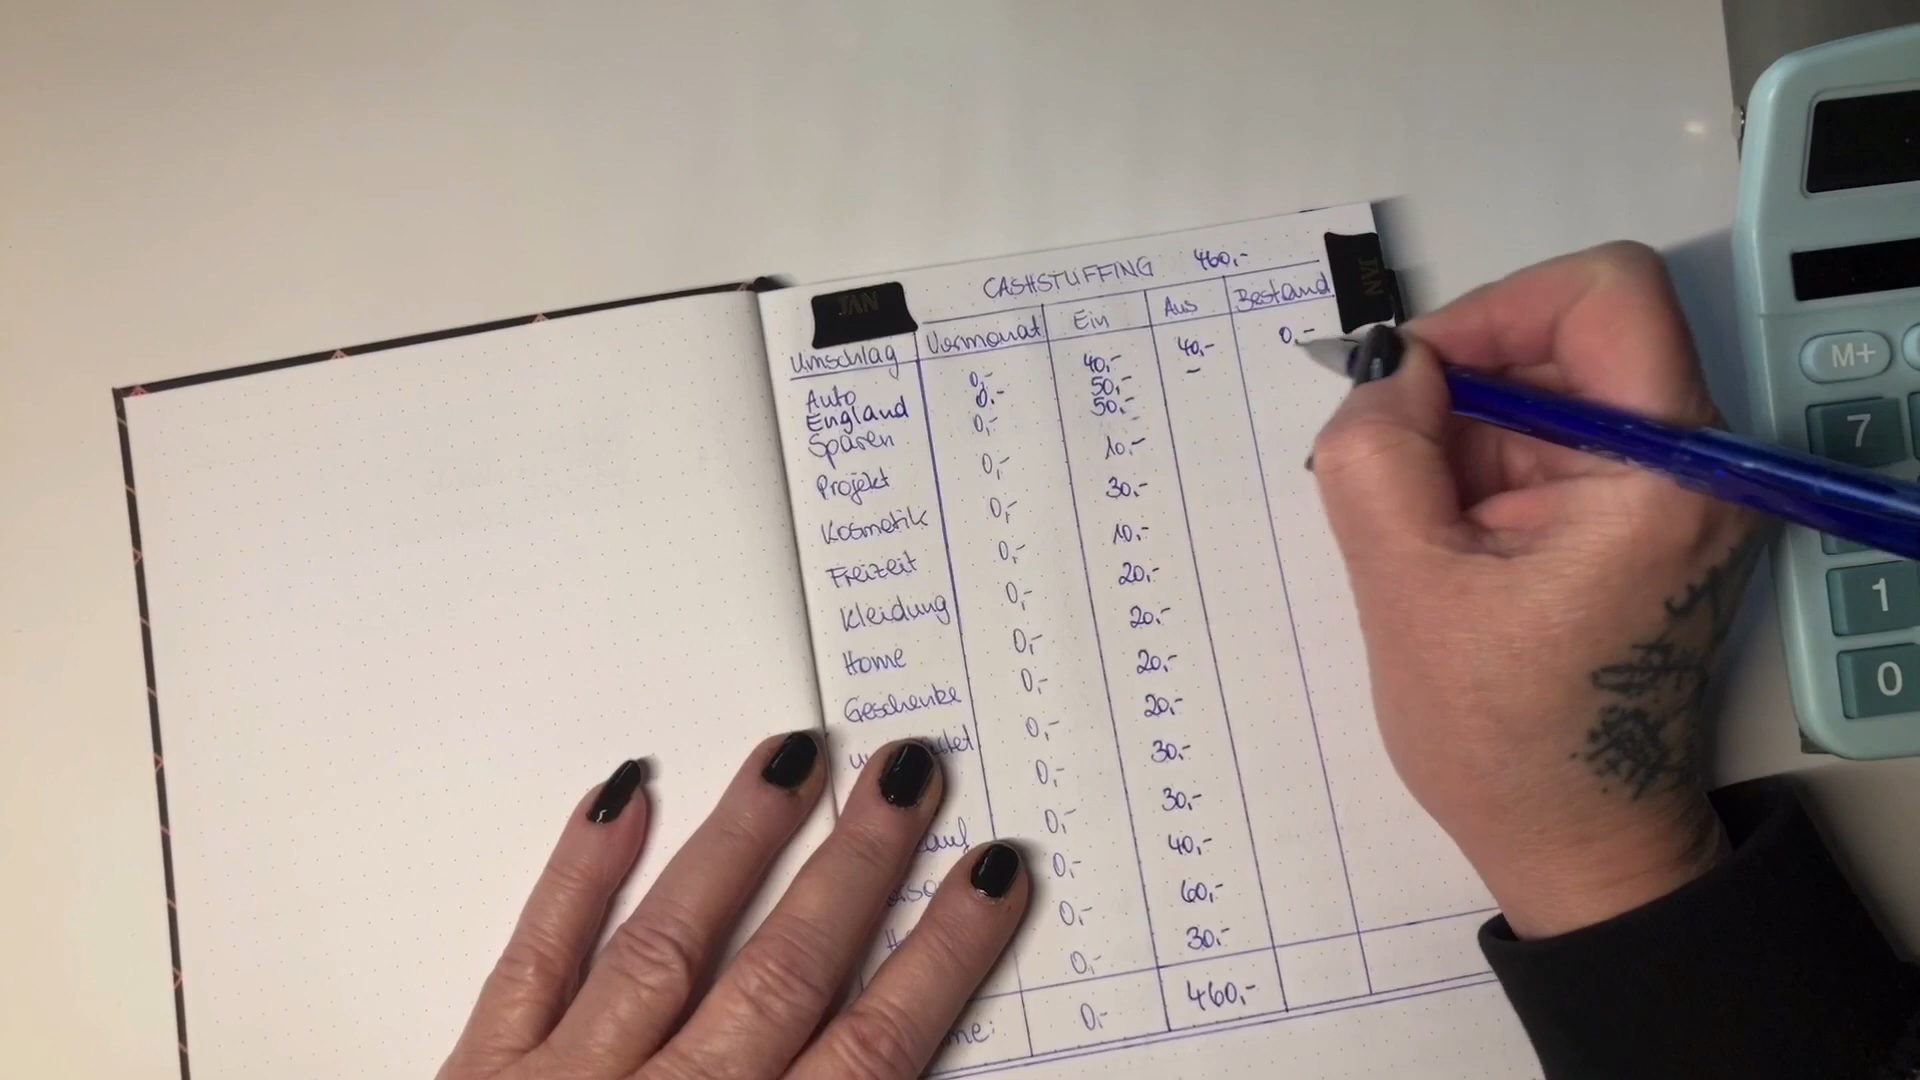 CASHSTUFFING 460,-
JAN JAN
Umschlag Vormonat Ein Aus Bestand
Auto 0,- 40,- 40,- 0,-
England 0,- 50,- -
Sparen 0,- 50,-
Projekt 0,- 10,-
Kosmetik 0,- 30,-
Freizeit 0,- 10,-
Kleidung 0,- 20,-
Home 0,- 20,-
Geschenke 0,- 20,-
0,- 20,-
0,- 30,-
0,- 30,-
0,- 40,-
0,- 60,-
0,- 30,-
0,- 460,-
M+
7
1
0